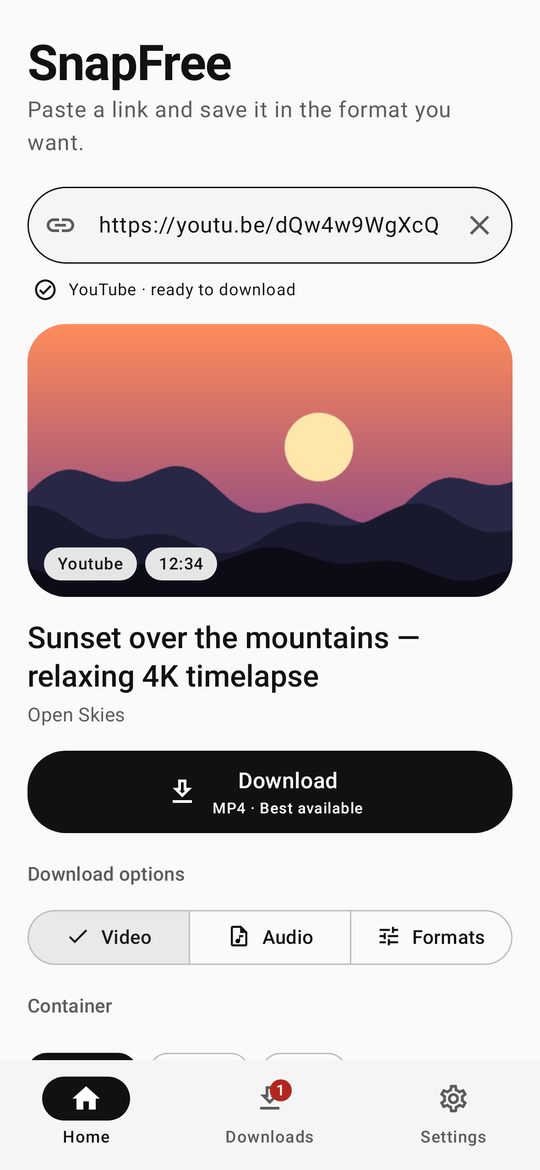 SnapFree
Paste a link and save it in the format you
want.
https://youtu.be/dQw4w9WgXcQ
YouTube · ready to download
Youtube
12:34
Sunset over the mountains —
relaxing 4K timelapse
Open Skies
Download
MP4 · Best available
Download options
Video
Audio
Formats
Container
1
Home
Downloads
Settings